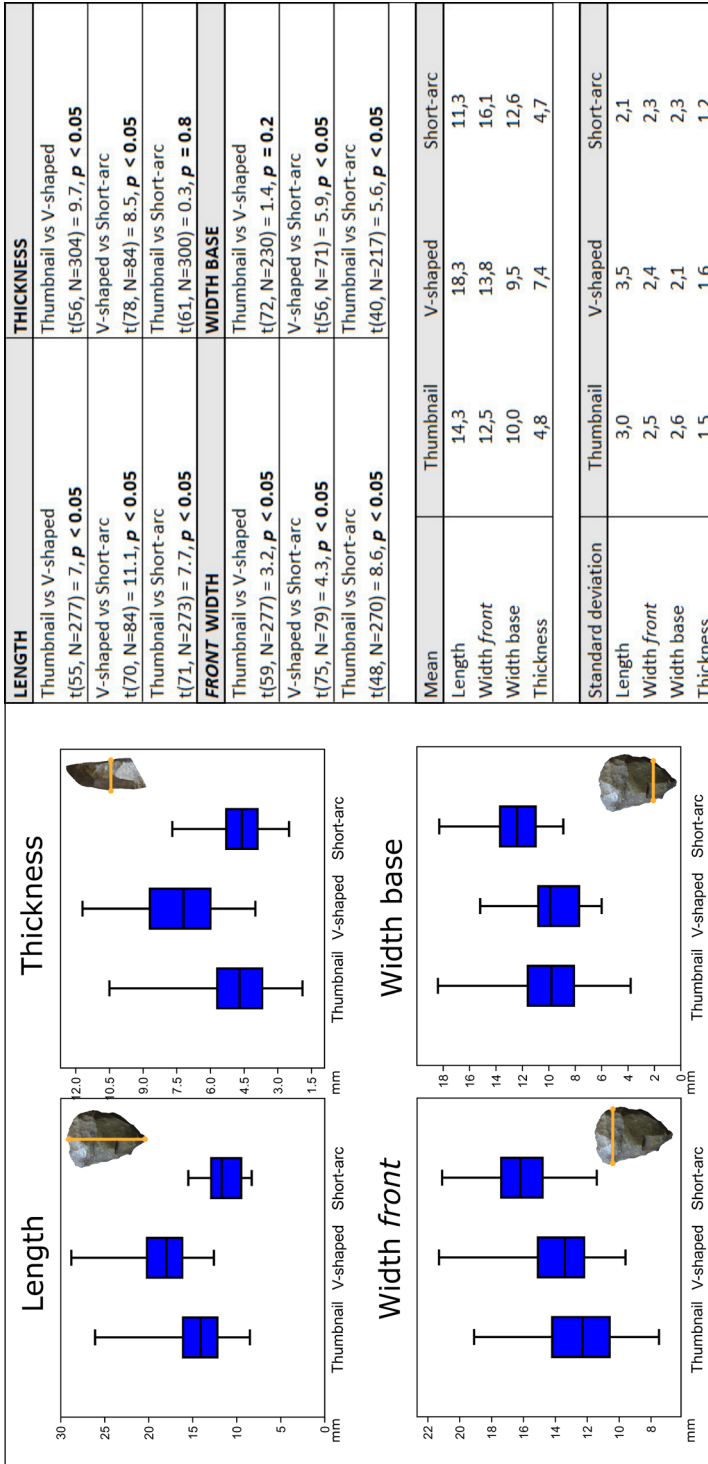 Length
30
20
10
5
0
mm
Thumbnail V-shaped Short-arc
Thickness
12.0
10.5
9.0
7.5
6.0
4.5
3.0
1.5
mm
Thumbnail V-shaped Short-arc
Width front
22
20
18
16
14
12
10
8
mm
Thumbnail V-shaped Short-arc
Width base
18
16
14
12
10
8
6
4
2
0
mm
Thumbnail V-shaped Short-arc
LENGTH THICKNESS
Thumbnail vs V-shaped Thumbnail vs V-shaped
t(55, N=277) = 7, p < 0.05 t(56, N=304) = 9.7, p < 0.05
V-shaped vs Short-arc V-shaped vs Short-arc
t(70, N=84) = 11.1, p < 0.05 t(78, N=84) = 8.5, p < 0.05
Thumbnail vs Short-arc Thumbnail vs Short-arc
t(71, N=273) = 7.7, p < 0.05 t(61, N=300) = 0.3, p = 0.8
FRONT WIDTH WIDTH BASE
Thumbnail vs V-shaped Thumbnail vs V-shaped
t(59, N=277) = 3.2, p < 0.05 t(72, N=230) = 1.4, p = 0.2
V-shaped vs Short-arc V-shaped vs Short-arc
t(75, N=79) = 4.3, p < 0.05 t(56, N=71) = 5.9, p < 0.05
Thumbnail vs Short-arc Thumbnail vs Short-arc
t(48, N=270) = 8.6, p < 0.05 t(40, N=217) = 5.6, p < 0.05
Mean Thumbnail V-shaped Short-arc
Length 14,3 18,3 11,3
Width front 12,5 13,8 16,1
Width base 10,0 9,5 12,6
Thickness 4,8 7,4 4,7
Standard deviation Thumbnail V-shaped Short-arc
Length 3,0 3,5 2,1
Width front 2,5 2,4 2,3
Width base 2,6 2,1 2,3
Thickness 1,5 1,6 1,2